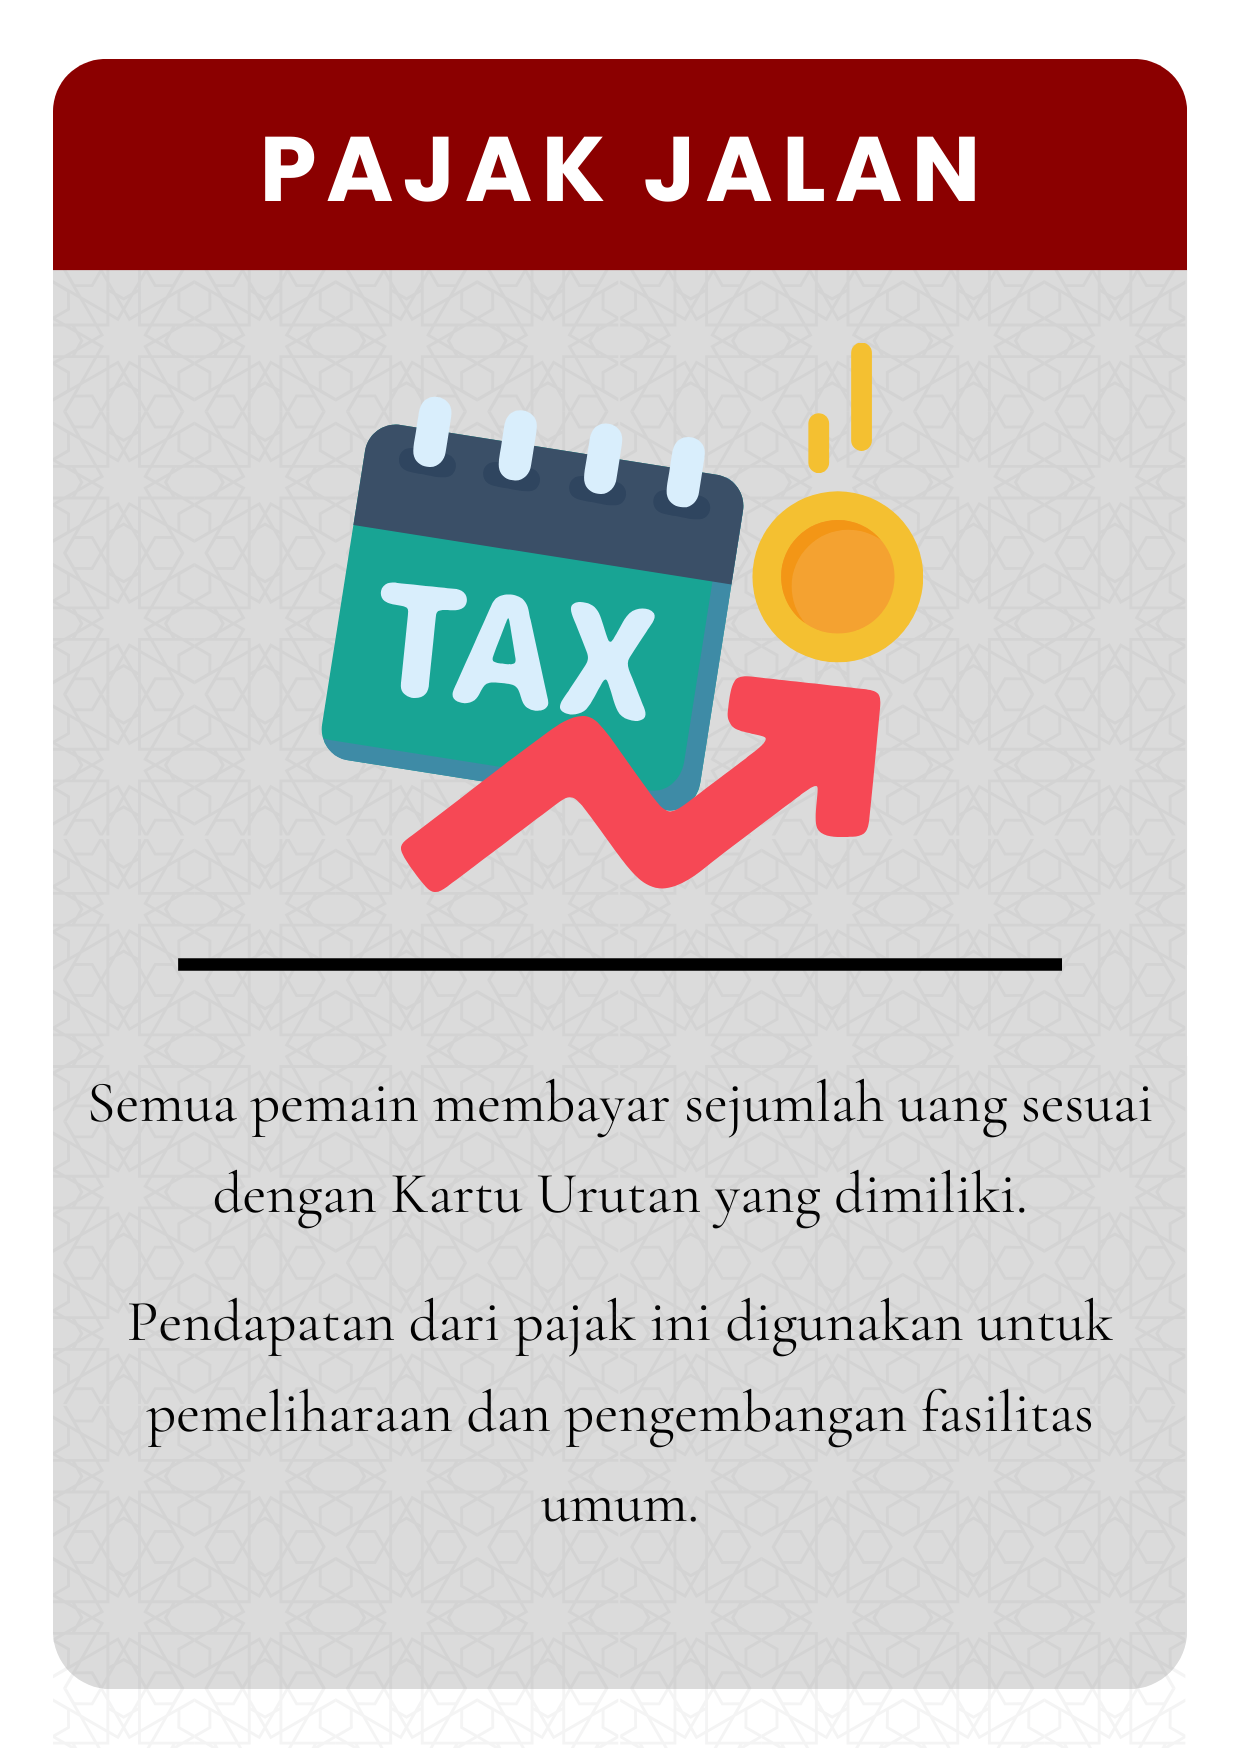 PAJAK JALAN
TAX
Semua pemain membayar sejumlah uang sesuai
dengan Kartu Urutan yang dimiliki.
Pendapatan dari pajak ini digunakan untuk
pemeliharaan dan pengembangan fasilitas
umum.